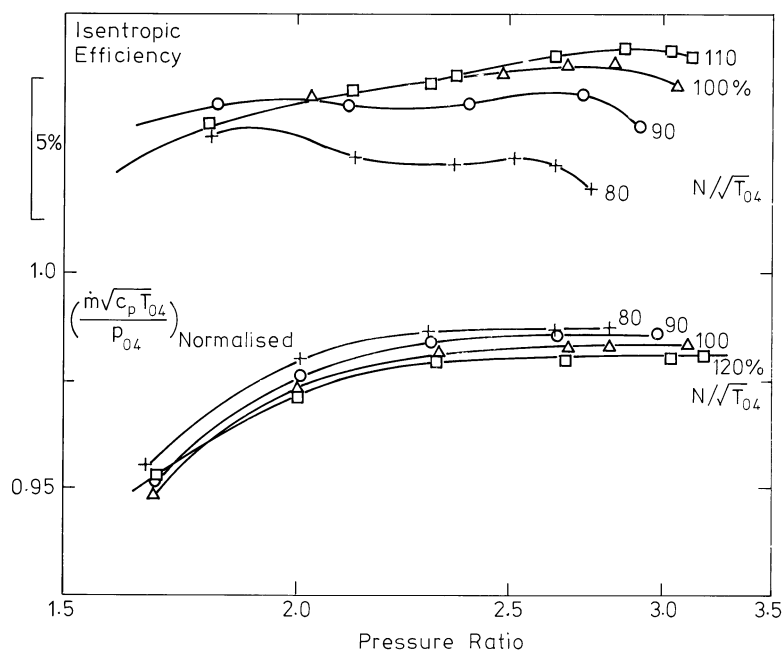 Isentropic
Efficiency
110
100%
5%
90
80
N/√T₀₄
1.0
(ṁ√c_p T₀₄ / p₀₄) Normalised
80
90
100
120%
N/√T₀₄
0.95
1.5
2.0
2.5
3.0
3.5
Pressure Ratio